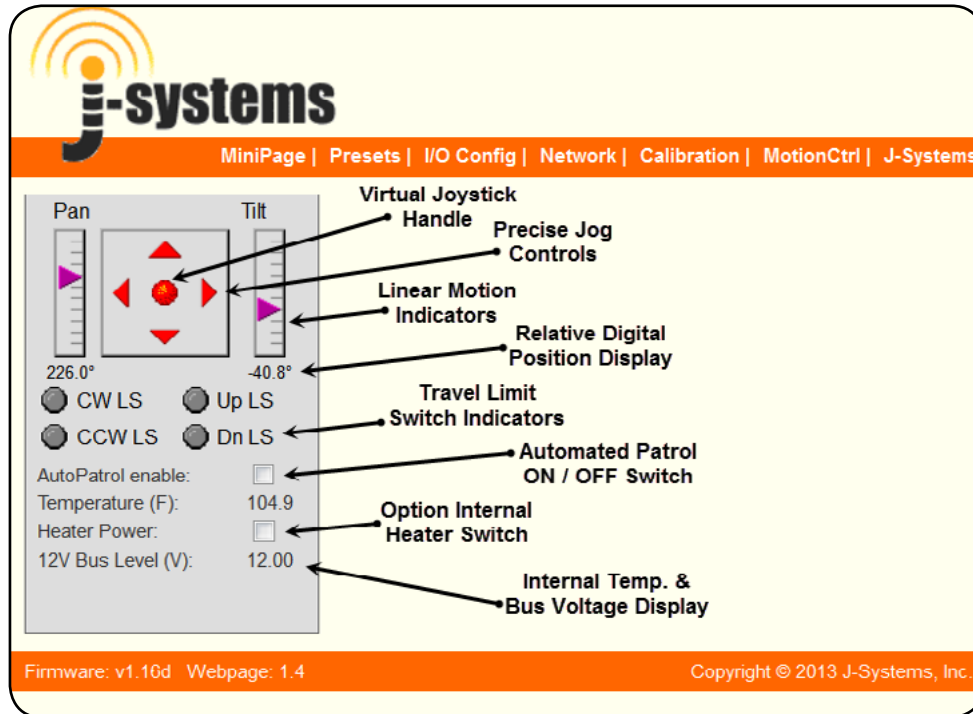 j-systems
MiniPage | Presets | I/O Config | Network | Calibration | MotionCtrl | J-Systems
Pan
Tilt
226.0°
-40.8°
CW LS
Up LS
CCW LS
Dn LS
AutoPatrol enable:
Temperature (F): 104.9
Heater Power:
12V Bus Level (V): 12.00
Virtual Joystick
Handle
Precise Jog
Controls
Linear Motion
Indicators
Relative Digital
Position Display
Travel Limit
Switch Indicators
Automated Patrol
ON / OFF Switch
Option Internal
Heater Switch
Internal Temp. &
Bus Voltage Display
Firmware: v1.16d Webpage: 1.4
Copyright © 2013 J-Systems, Inc.